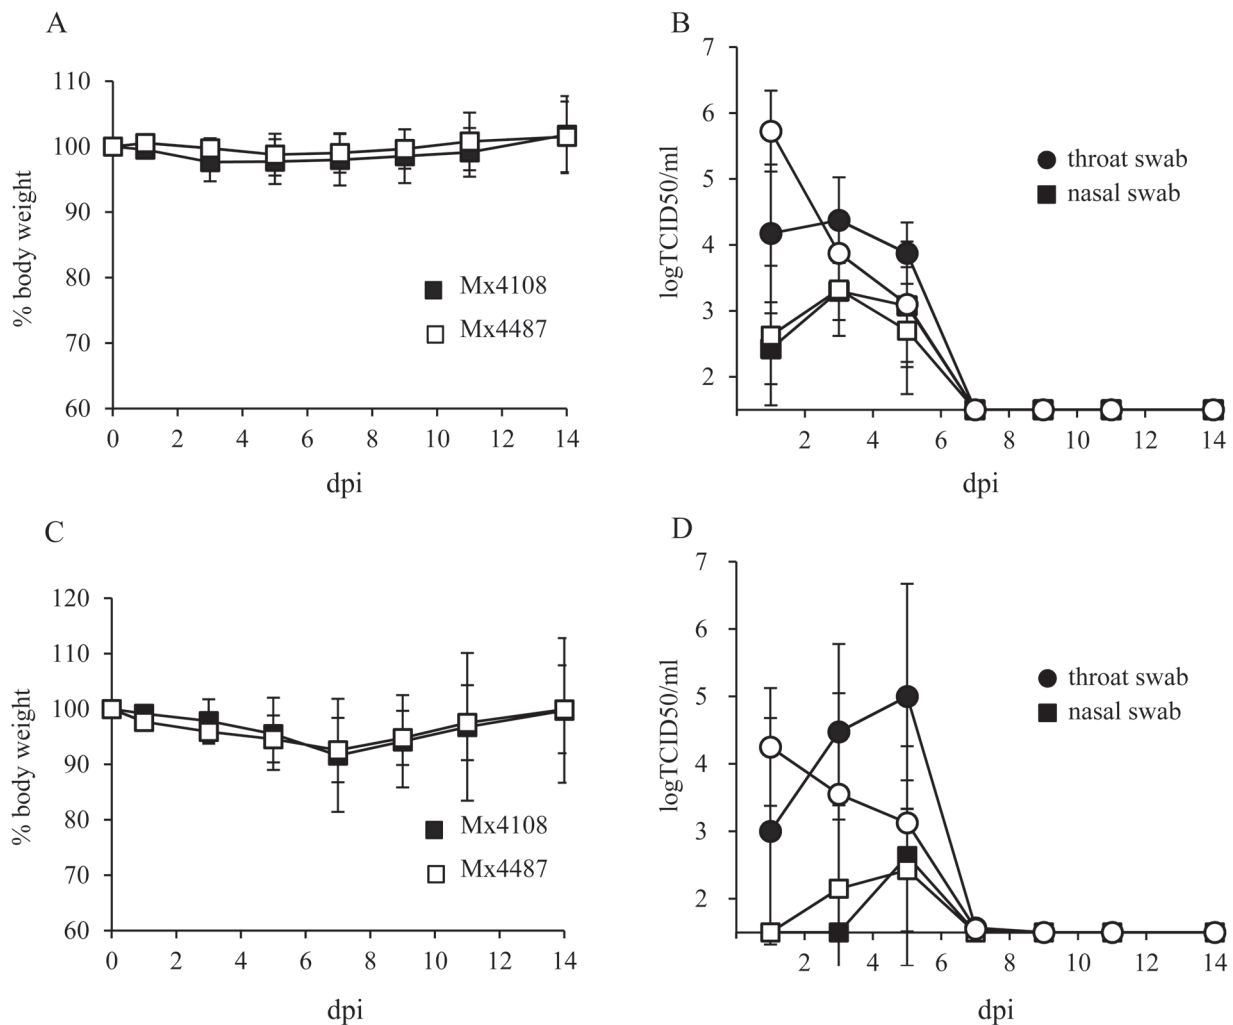 A
110
100
90
80
70
60
% body weight
Mx4108
Mx4487
0 2 4 6 8 10 12 14
dpi
B
7
6
5
4
3
2
logTCID50/ml
throat swab
nasal swab
2 4 6 8 10 12 14
dpi
C
120
110
100
90
80
70
60
% body weight
Mx4108
Mx4487
0 2 4 6 8 10 12 14
dpi
D
7
6
5
4
3
2
logTCID50/ml
throat swab
nasal swab
2 4 6 8 10 12 14
dpi